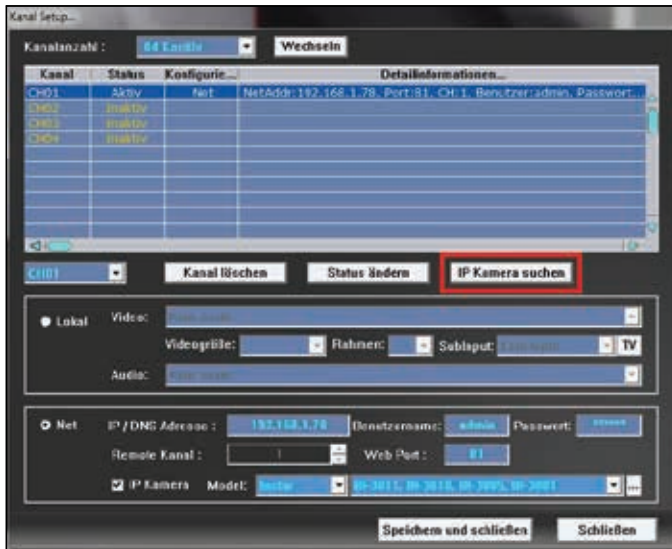 Kanal Setup...
Kanalanzahl : 64 Wechseln
Kanal Status Konfigurie... Detailinformationen...
CH01 Aktiv Net NetAddr:192.168.1.78, Port:81, CH:1, Benutzer:admin, Passwort...
CH02 Inaktiv
CH03 Inaktiv
CH04 Inaktiv
CH01 Kanal löschen Status ändern IP Kamera suchen
Lokal Video:
Videogröße: Rahmen: SubInput: TV
Audio:
Net IP / DNS Adresse : 192.168.1.78 Benutzername: admin Passwort: ******
Remote Kanal : 1 Web Port : 81
IP Kamera Model: Instar
Speichern und schließen Schließen